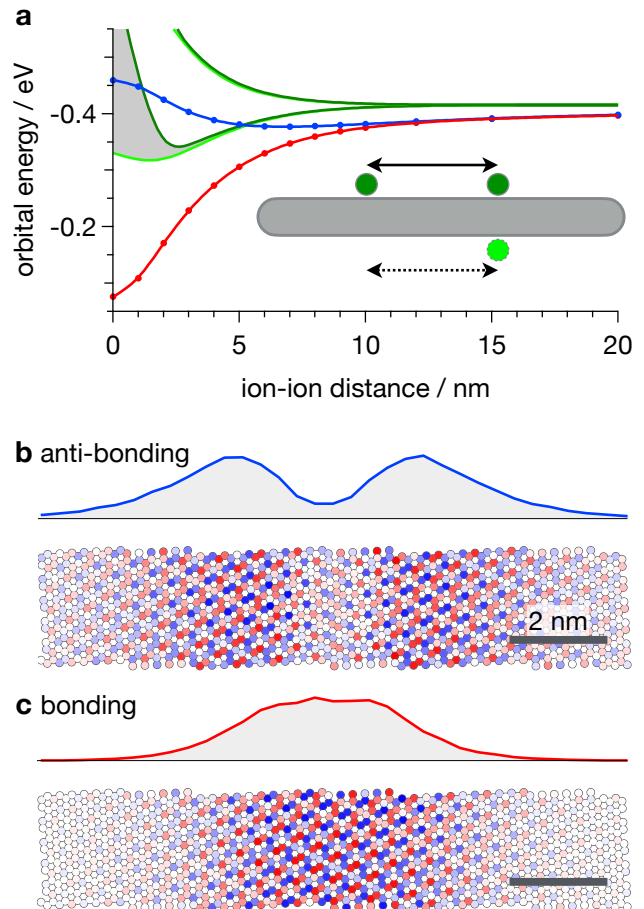 a
orbital energy / eV
-0.4
-0.2
0 5 10 15 20
ion-ion distance / nm
b anti-bonding
2 nm
c bonding